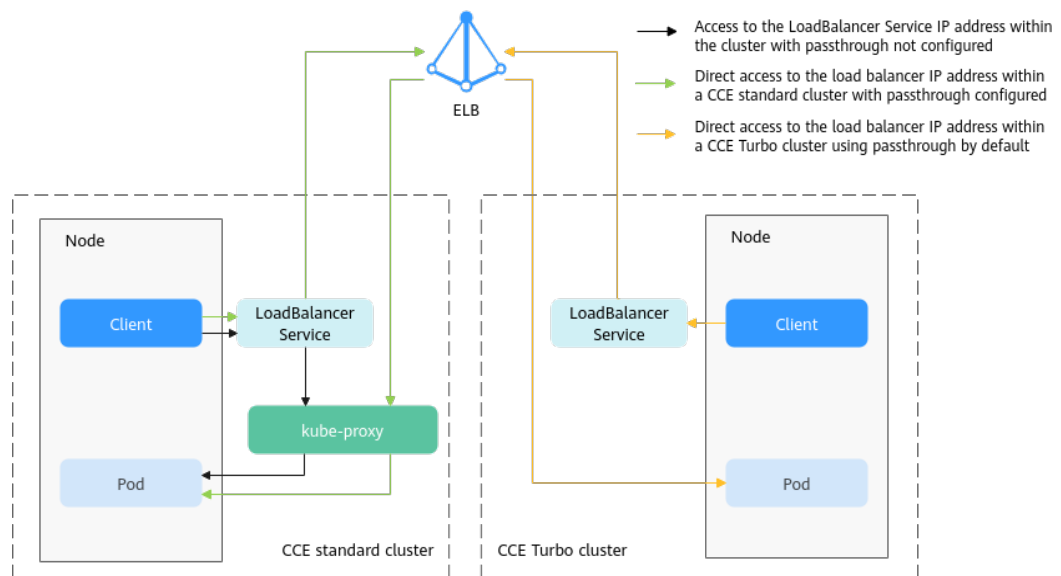 Access to the LoadBalancer Service IP address within
the cluster with passthrough not configured
Direct access to the load balancer IP address within
a CCE standard cluster with passthrough configured
Direct access to the load balancer IP address within
a CCE Turbo cluster using passthrough by default
ELB
Node
Client
LoadBalancer
Service
kube-proxy
Pod
CCE standard cluster
Node
LoadBalancer
Service
Client
Pod
CCE Turbo cluster